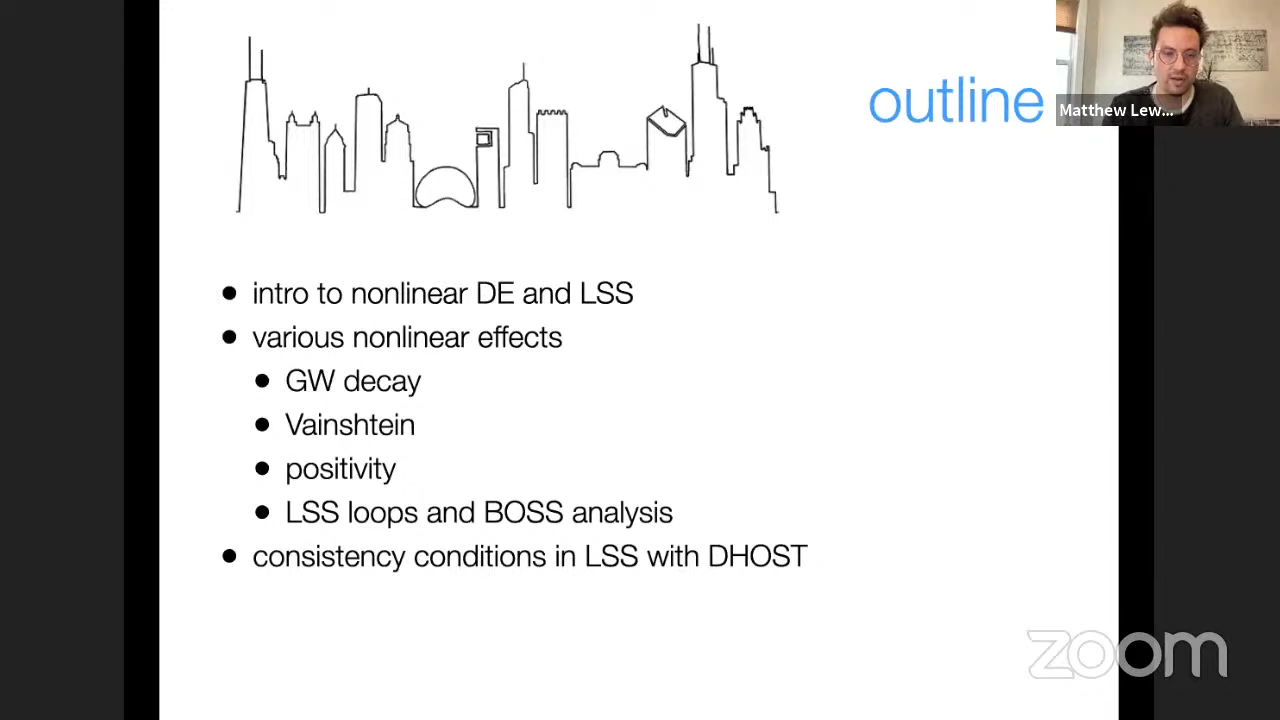 outline
Matthew Lew...
• intro to nonlinear DE and LSS
• various nonlinear effects
• GW decay
• Vainshtein
• positivity
• LSS loops and BOSS analysis
• consistency conditions in LSS with DHOST
zoom